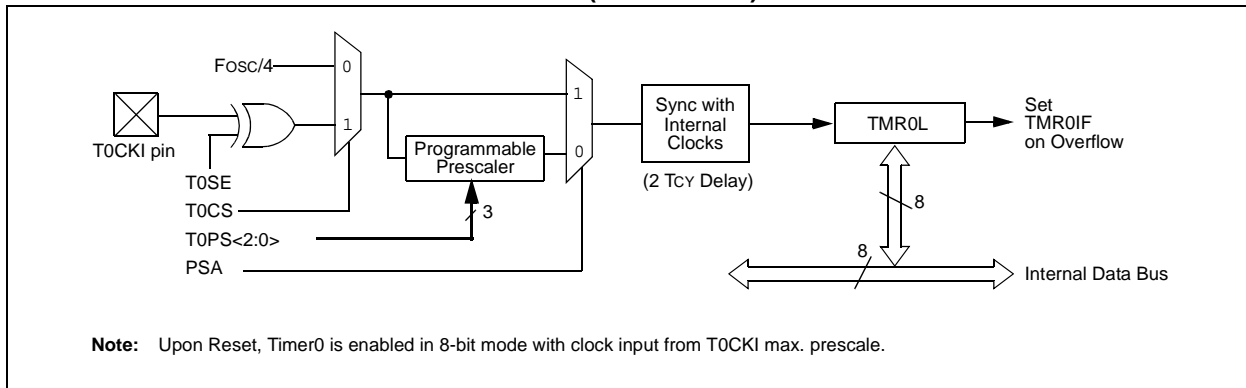 FOSC/4
0
1
T0CKI pin
T0SE
T0CS
T0PS<2:0>
PSA
Programmable
Prescaler
3
1
0
Sync with
Internal
Clocks
(2 TCY Delay)
TMR0L
Set
TMR0IF
on Overflow
8
8
Internal Data Bus
Note: Upon Reset, Timer0 is enabled in 8-bit mode with clock input from T0CKI max. prescale.